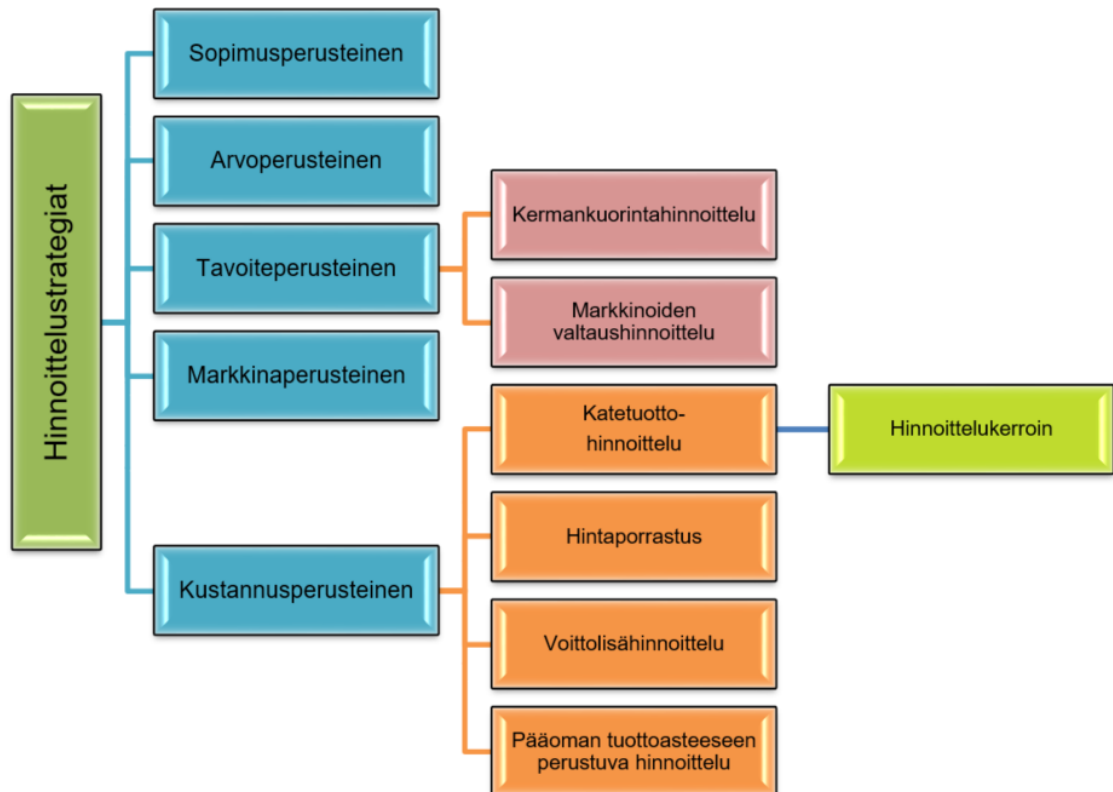 Hinnoittelustrategiat
Sopimusperusteinen
Arvoperusteinen
Tavoiteperusteinen
Kermankuorintahinnoittelu
Markkinoiden
valtaushinnoittelu
Markkinaperusteinen
Kustannusperusteinen
Katetuotto-
hinnoittelu
Hinnoittelukerroin
Hintaporrastus
Voittolisähinnoittelu
Pääoman tuottoasteeseen
perustuva hinnoittelu